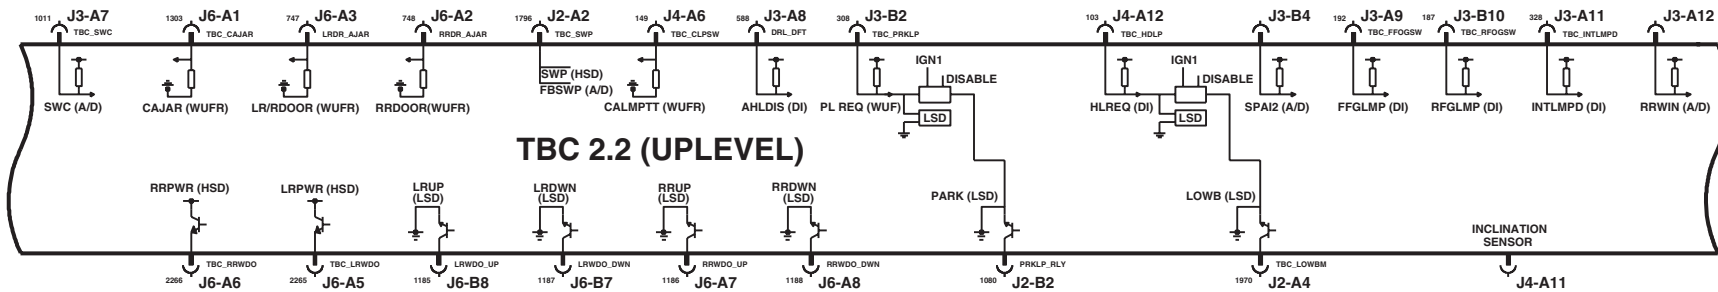 1011 J3-A7
TBC_SWC
1303 J6-A1
TBC_CAJAR
747 J6-A3
LRDR_AJAR
748 J6-A2
RRDR_AJAR
1796 J2-A2
TBC_SWP
149 J4-A6
TBC_CLPSW
588 J3-A8
DRL_DFT
308 J3-B2
TBC_PRKLP
103 J4-A12
TBC_HDLP
J3-B4
192 J3-A9
TBC_FFOGSW
187 J3-B10
TBC_RFOGSW
328 J3-A11
TBC_INTLMPD
J3-A12
SWC (A/D)
CAJAR (WUFR)
LR/RDOOR (WUFR)
RRDOOR(WUFR)
SWP (HSD)
FBSWP (A/D)
CALMPTT (WUFR)
AHLDIS (DI)
PL REQ (WUF)
IGN1
DISABLE
LSD
HLREQ (DI)
IGN1
DISABLE
LSD
SPAI2 (A/D)
FFGLMP (DI)
RFGLMP (DI)
INTLMPD (DI)
RRWIN (A/D)
TBC 2.2 (UPLEVEL)
RRPWR (HSD)
LRPWR (HSD)
LRUP
(LSD)
LRDWN
(LSD)
RRUP
(LSD)
RRDWN
(LSD)
PARK (LSD)
LOWB (LSD)
INCLINATION
SENSOR
TBC_RRWDO
2266 J6-A6
TBC_LRWDO
2265 J6-A5
LRWDO_UP
1185 J6-B8
LRWDO_DWN
1187 J6-B7
RRWDO_UP
1186 J6-A7
RRWDO_DWN
1188 J6-A8
PRKLP_RLY
1080 J2-B2
TBC_LOWBM
1970 J2-A4
J4-A11